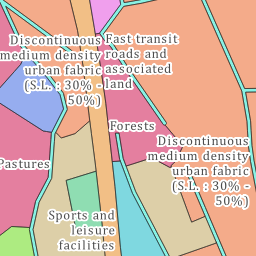 Discontinuous
medium density
urban fabric
(S.L. : 30% -
50%)
East transit
roads and
associated
land
Forests
Discontinuous
medium density
urban fabric
(S.L. : 30% -
50%)
Pastures
Sports and
leisure
facilities